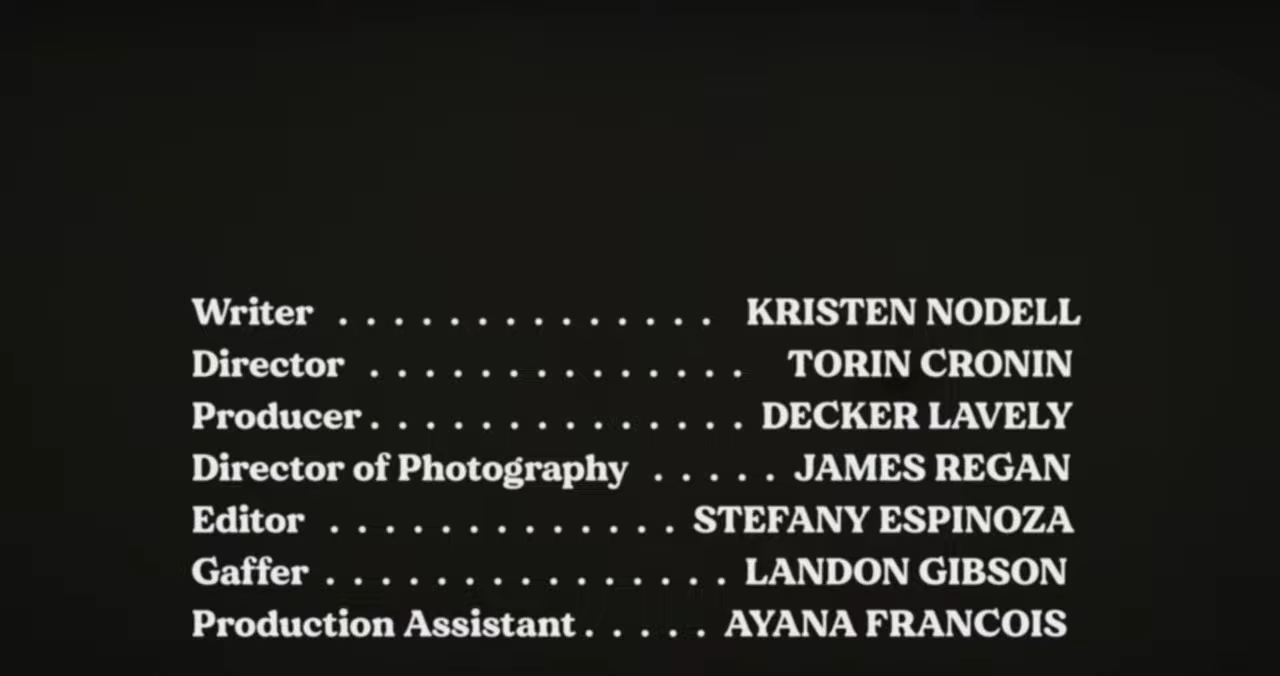 Writer . . . . . . . . . . . . . . KRISTEN NODELL
Director . . . . . . . . . . . . . . TORIN CRONIN
Producer . . . . . . . . . . . . . . DECKER LAVELY
Director of Photography . . . . . JAMES REGAN
Editor . . . . . . . . . . . . . STEFANY ESPINOZA
Gaffer . . . . . . . . . . . . . . . LANDON GIBSON
Production Assistant . . . . . AYANA FRANCOIS